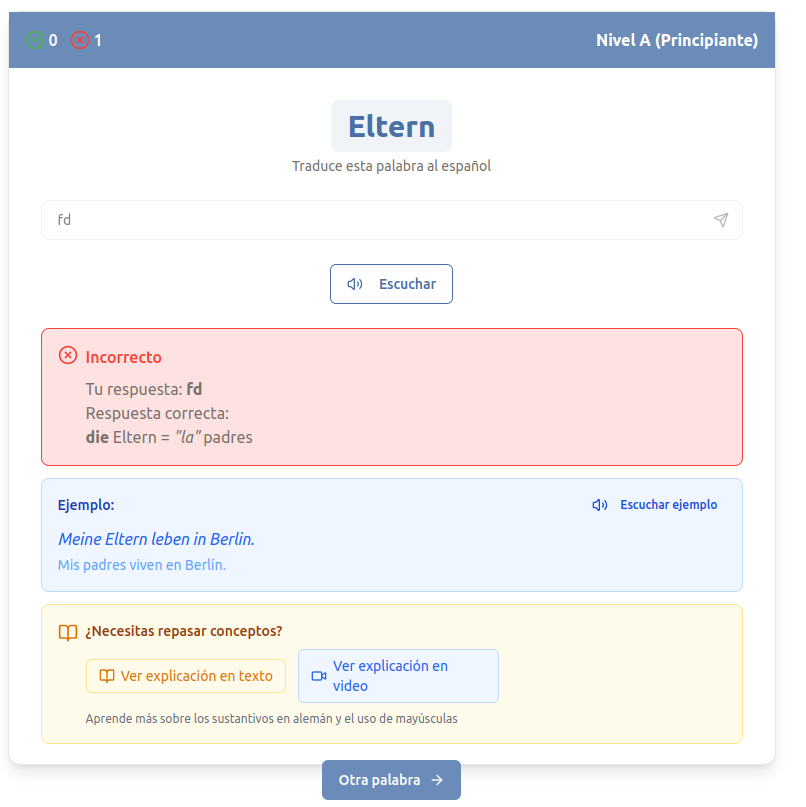 0 1 Nivel A (Principiante)
Eltern
Traduce esta palabra al español
fd
Escuchar
Incorrecto
Tu respuesta: fd
Respuesta correcta:
die Eltern = "la" padres
Ejemplo: Escuchar ejemplo
Meine Eltern leben in Berlin.
Mis padres viven en Berlín.
¿Necesitas repasar conceptos?
Ver explicación en texto
Ver explicación en
video
Aprende más sobre los sustantivos en alemán y el uso de mayúsculas
Otra palabra